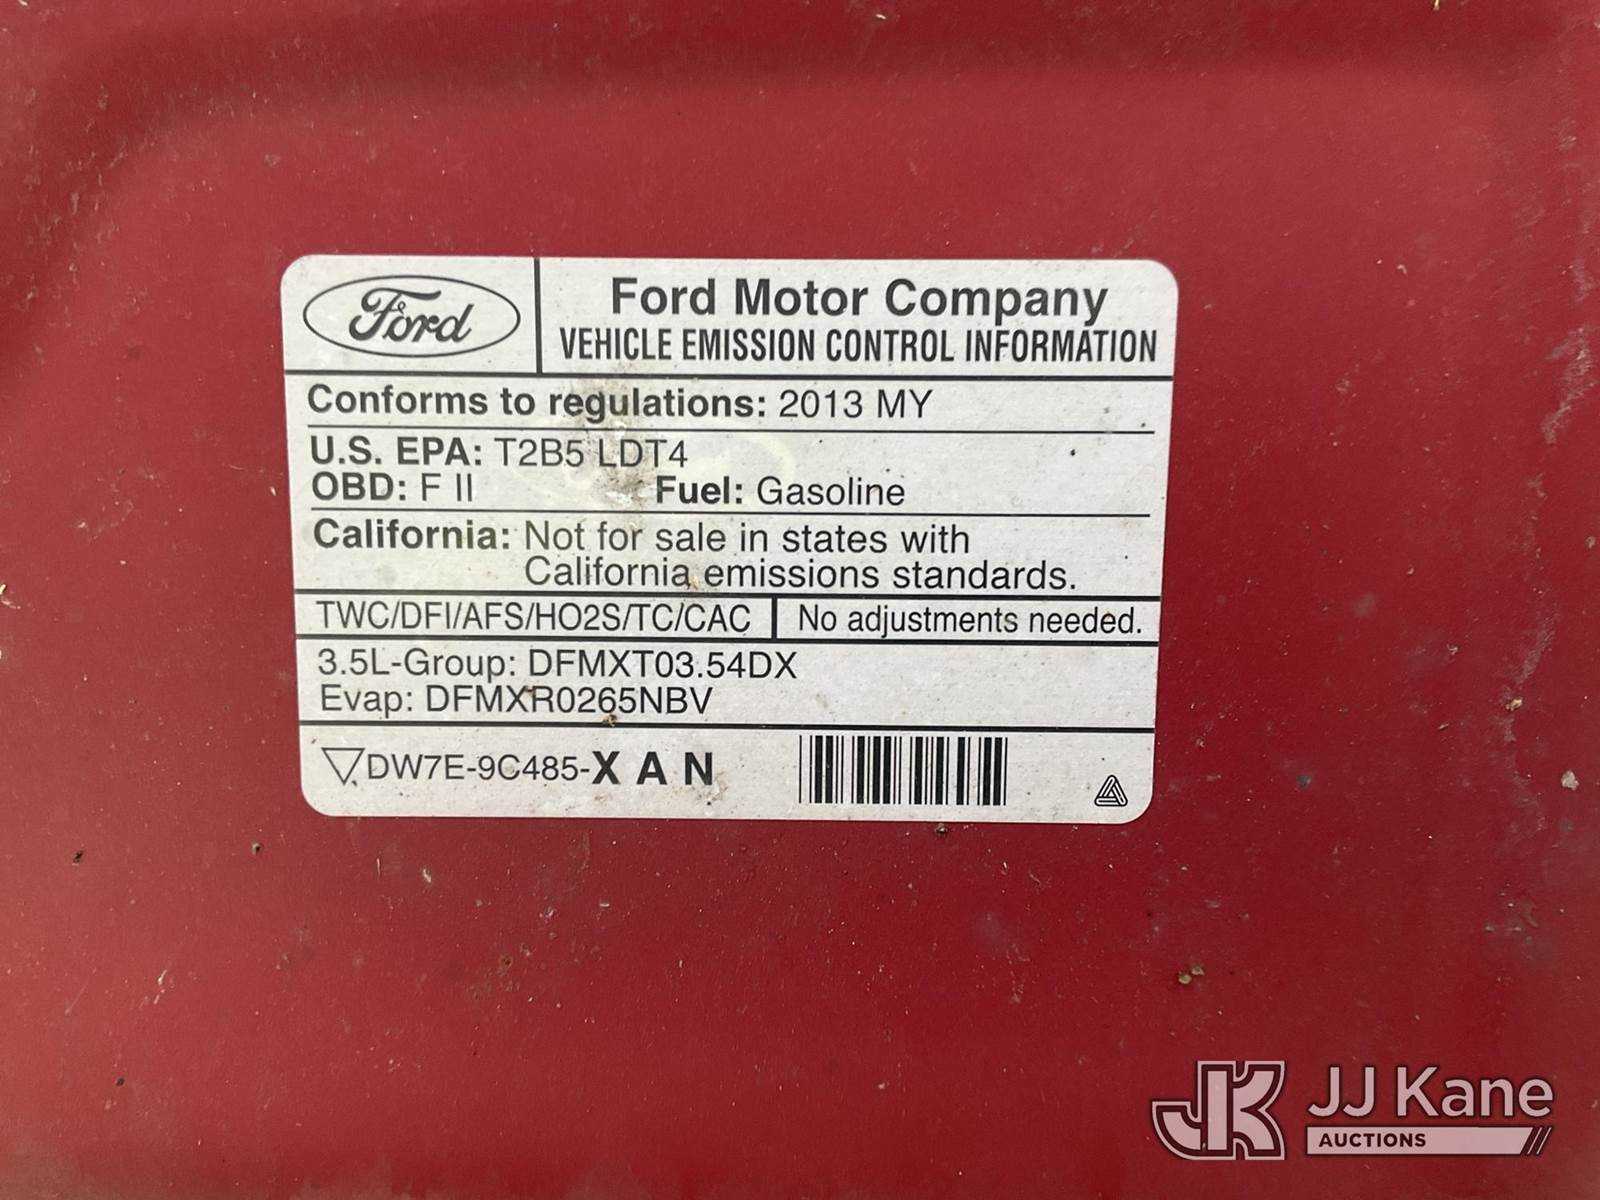 Ford
Ford Motor Company
VEHICLE EMISSION CONTROL INFORMATION
Conforms to regulations: 2013 MY
U.S. EPA: T2B5 LDT4
OBD: F II Fuel: Gasoline
California: Not for sale in states with
California emissions standards.
TWC/DFI/AFS/HO2S/TC/CAC No adjustments needed.
3.5L-Group: DFMXT03.54DX
Evap: DFMXR0265NBV
DW7E-9C485-X A N
JK JJ Kane
AUCTIONS